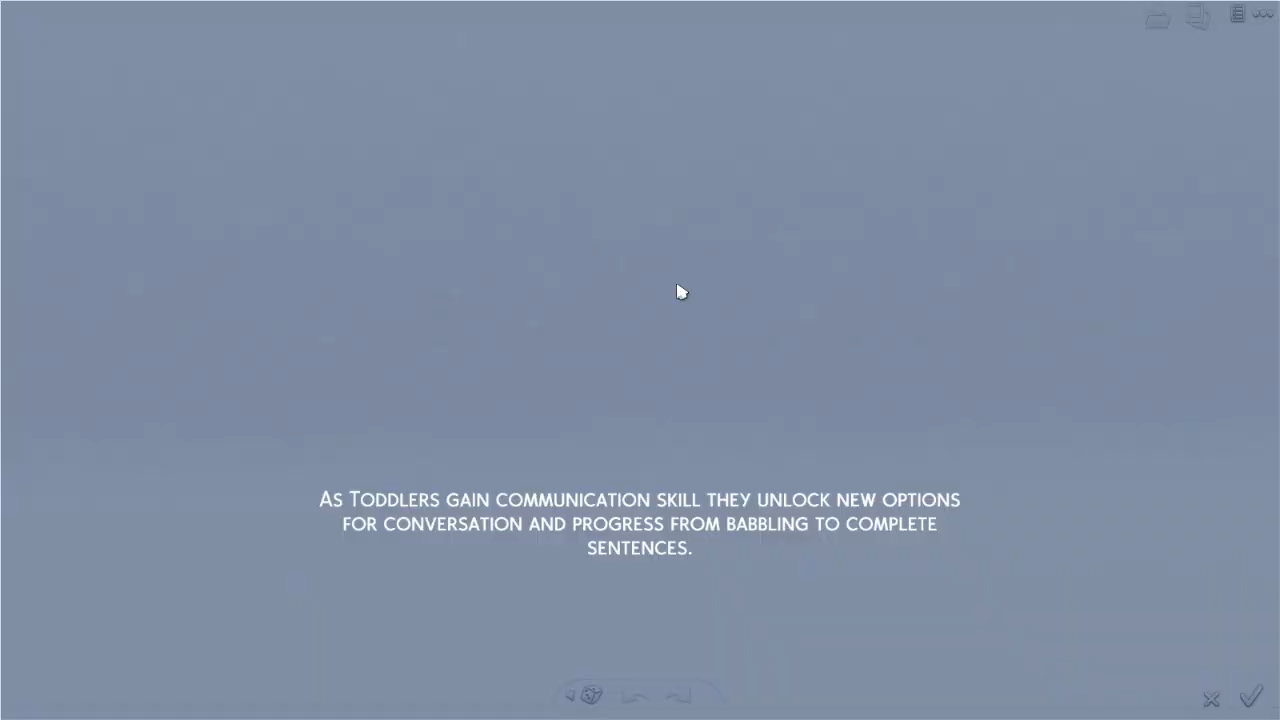 As Toddlers gain communication skill they unlock new options
for conversation and progress from babbling to complete
sentences.